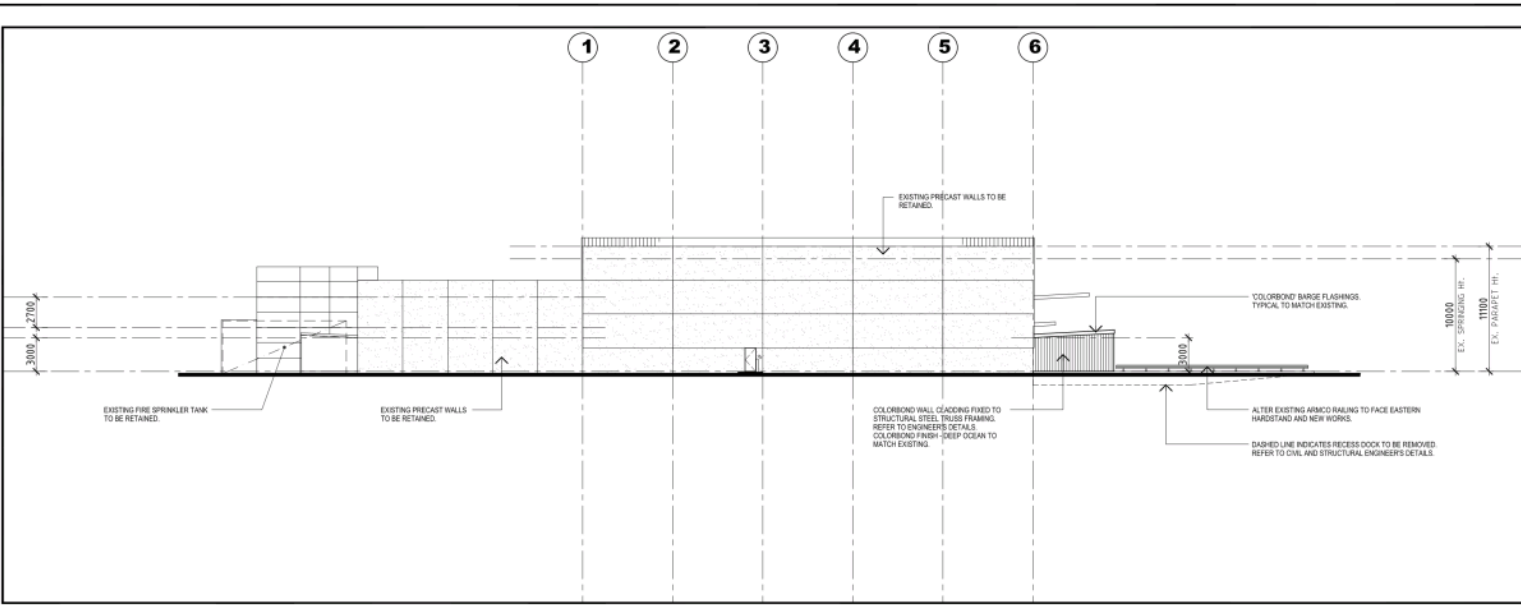 1 2 3 4 5 6
EXISTING PRECAST WALLS TO BE
RETAINED.
2700
3000
'COLORBOND' BARGE FLASHINGS.
TYPICAL TO MATCH EXISTING.
3000
10000
EX. SPRINGING Ht.
11100
EX. PARAPET Ht.
EXISTING FIRE SPRINKLER TANK
TO BE RETAINED.
EXISTING PRECAST WALLS
TO BE RETAINED.
COLORBOND WALL CLADDING FIXED TO
STRUCTURAL STEEL TRUSS FRAMING.
REFER TO ENGINEER'S DETAILS.
COLORBOND FINISH - DEEP OCEAN TO
MATCH EXISTING.
ALTER EXISTING ARMCO RAILING TO FACE EASTERN
HARDSTAND AND NEW WORKS.
DASHED LINE INDICATES RECESS DOCK TO BE REMOVED.
REFER TO CIVIL AND STRUCTURAL ENGINEER'S DETAILS.